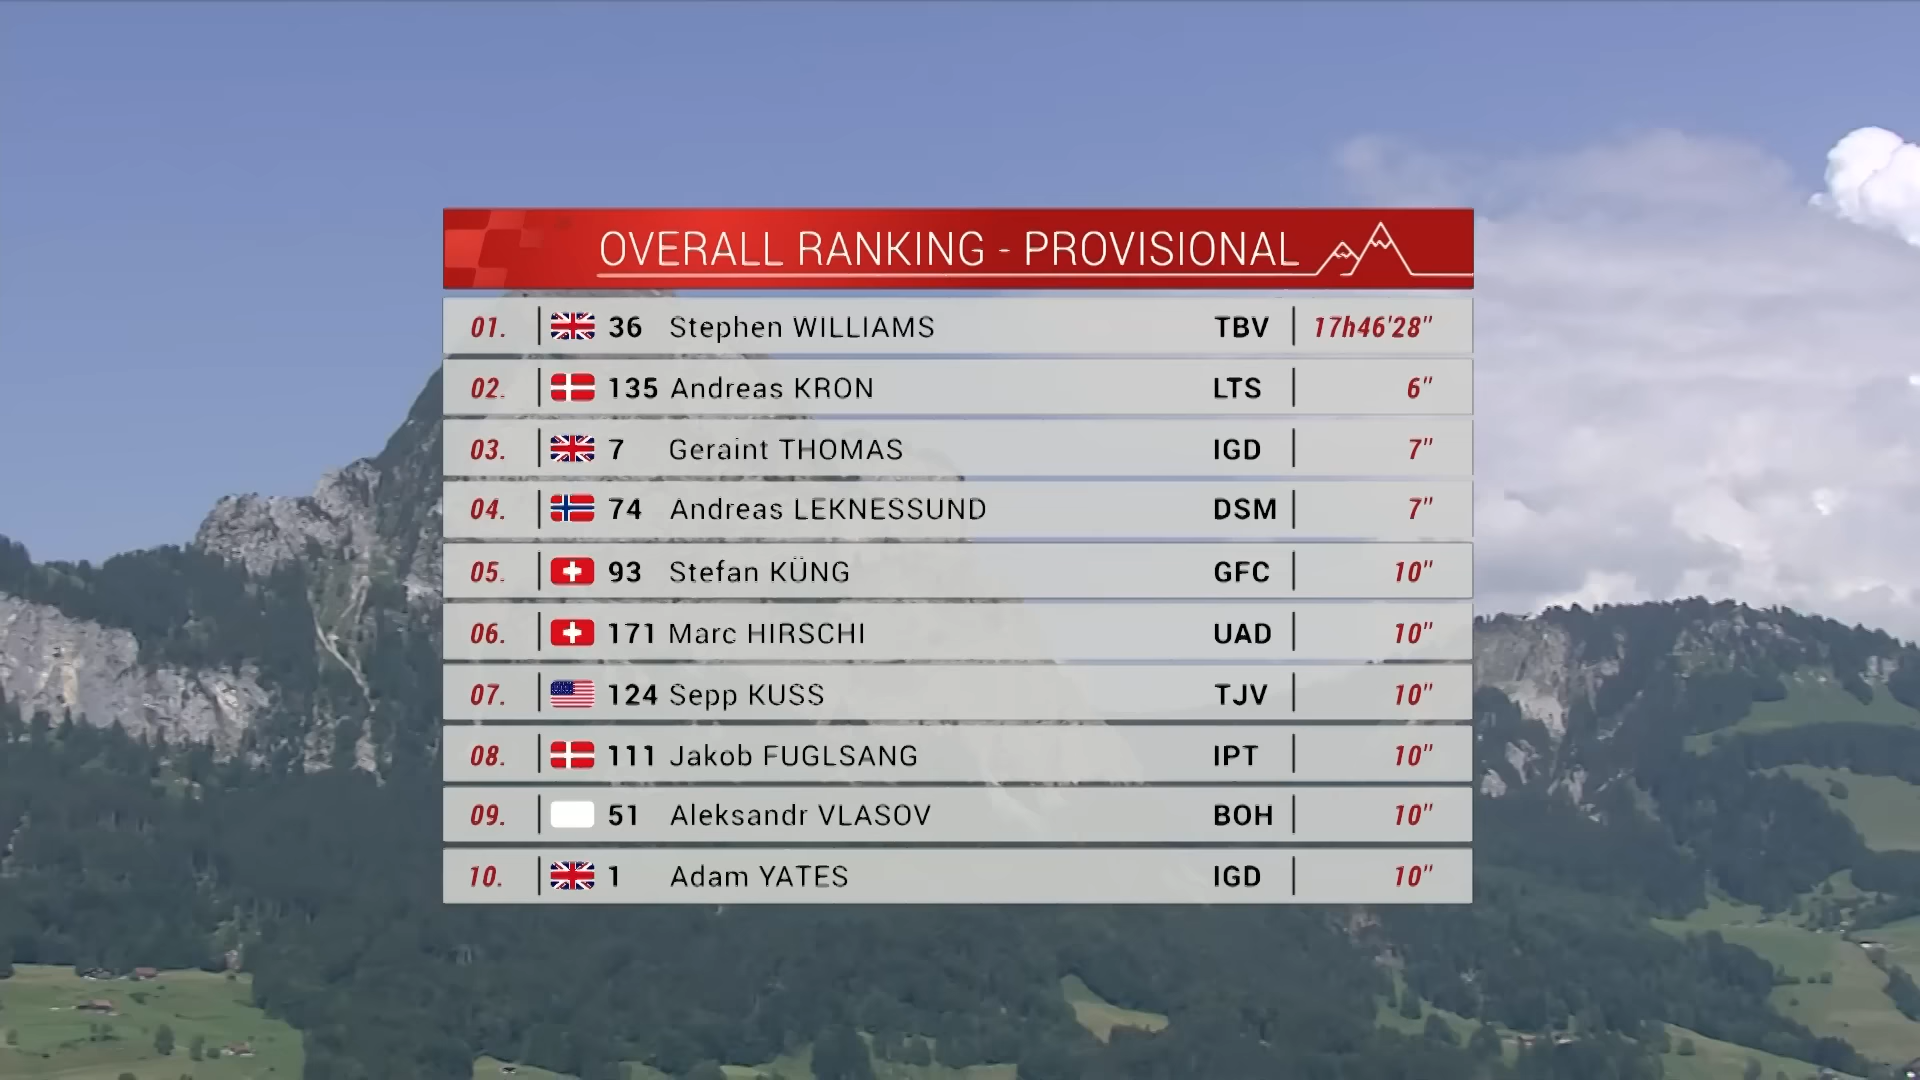 OVERALL RANKING - PROVISIONAL
01. 36 Stephen WILLIAMS TBV 17h46'28"
02. 135 Andreas KRON LTS 6"
03. 7 Geraint THOMAS IGD 7"
04. 74 Andreas LEKNESSUND DSM 7"
05. 93 Stefan KÜNG GFC 10"
06. 171 Marc HIRSCHI UAD 10"
07. 124 Sepp KUSS TJV 10"
08. 111 Jakob FUGLSANG IPT 10"
09. 51 Aleksandr VLASOV BOH 10"
10. 1 Adam YATES IGD 10"